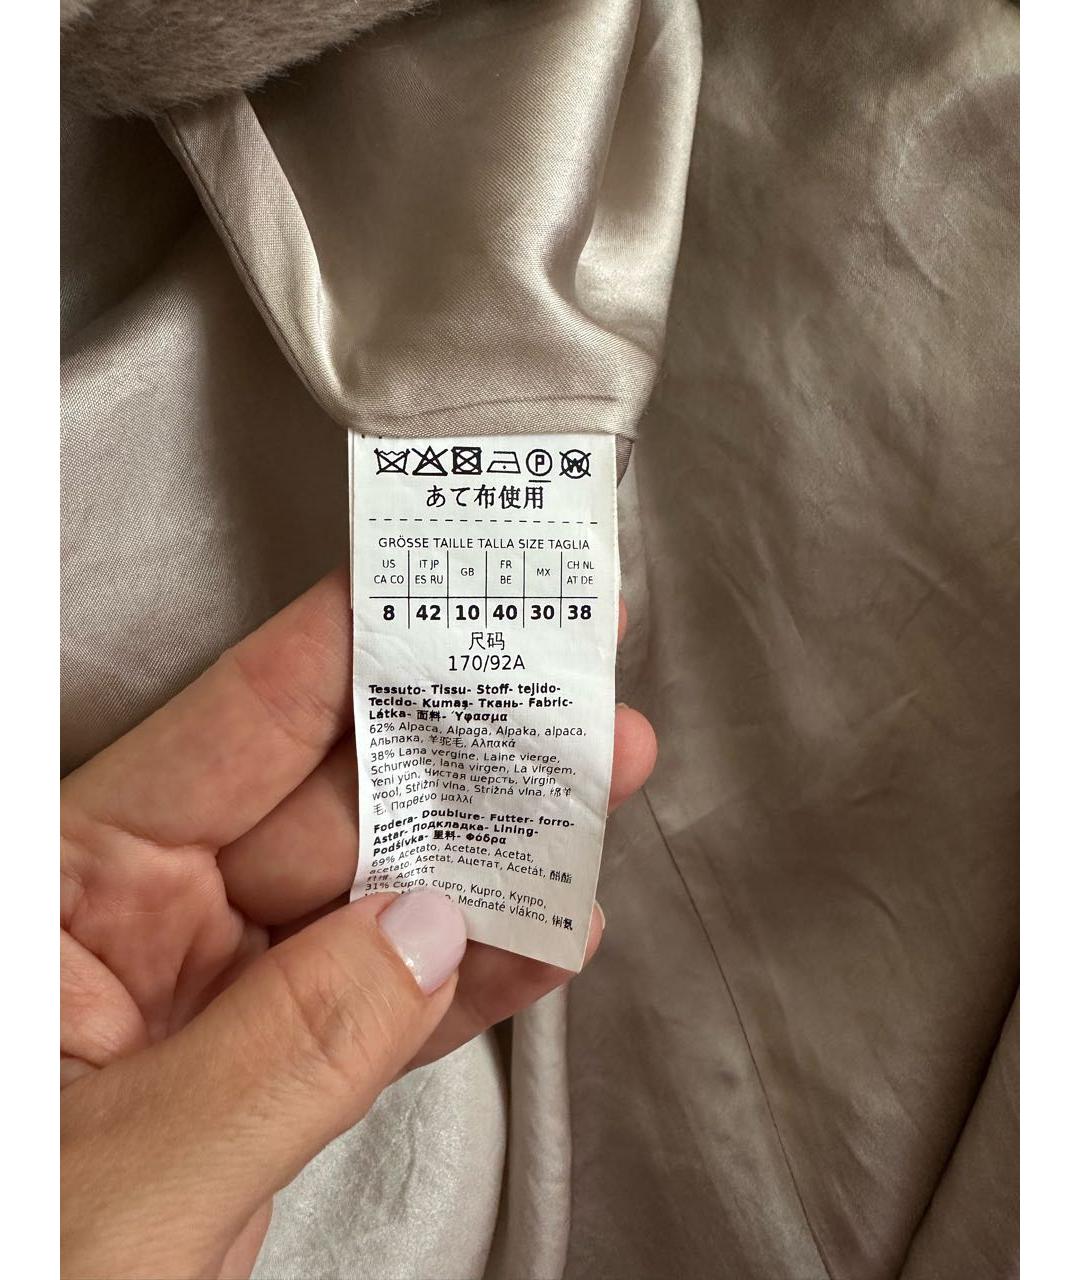 あて布使用
GRÖSSE TAILLE TALLA SIZE TAGLIA
US CA CO | IT JP ES RU | GB | FR BE | MX | CH NL AT DE
8 | 42 | 10 | 40 | 30 | 38
尺码
170/92A
Tessuto- Tissu- Stoff- tejido-
Tecido- Kumaş- Ткань- Fabric-
Látka- 面料- Ύφασμα
62% Alpaca, Alpaga, Alpaka, alpaca,
Альпака, 羊驼毛, Αλπακά
38% Lana vergine, Laine vierge,
Schurwolle, lana virgen, La virgem,
Yeni yün, Чистая шерсть, Virgin
wool, Střižní vlna, Strižná vlna, 绵羊
毛, Παρθένο μαλλί
Fodera- Doublure- Futter- forro-
Astar- Подкладка- Lining-
Podšívka- 里料- Φόδρα
69% Acetato, Acetate, Acetat,
acetato, Asetat, Ацетат, Acetát, 醋酯
纤维, Ασετάτ
31% Cupro, cupro, Kupro, Купро,
Meďnaté vlákno, 铜氨